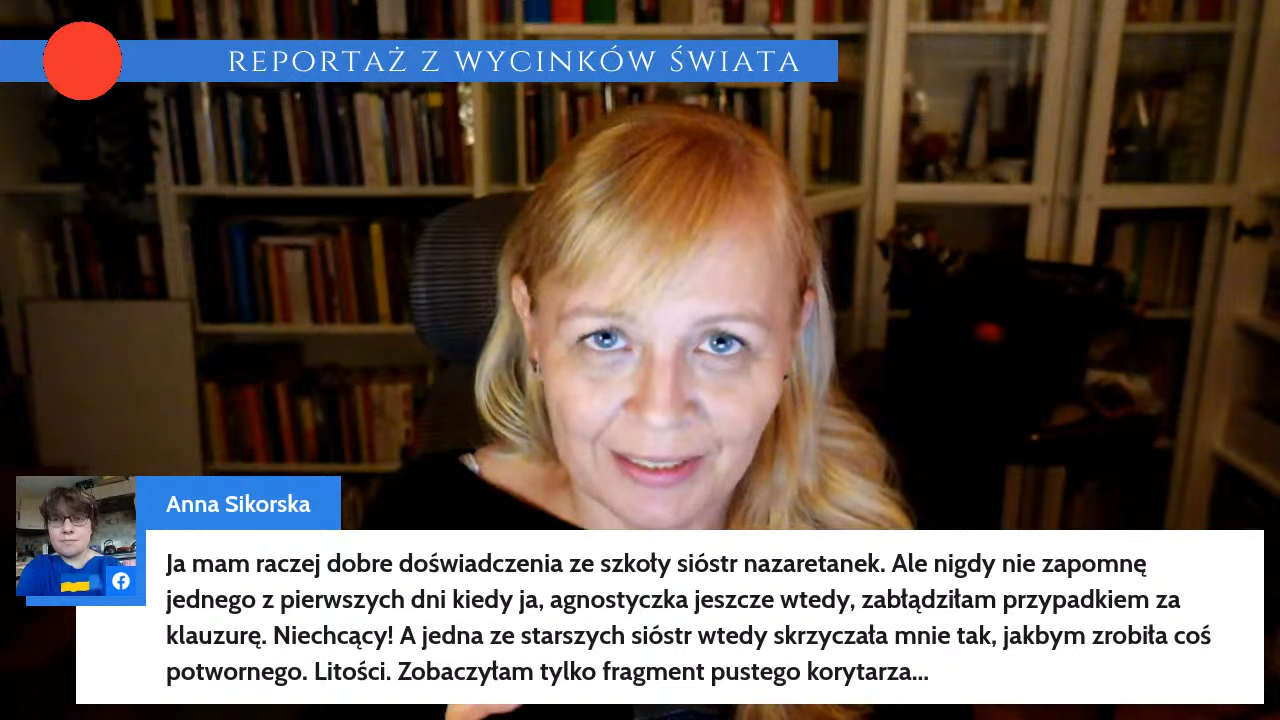 REPORTAŻ Z WYCINKÓW ŚWIATA
Anna Sikorska
Ja mam raczej dobre doświadczenia ze szkoły sióstr nazaretanek. Ale nigdy nie zapomnę
jednego z pierwszych dni kiedy ja, agnostyczka jeszcze wtedy, zabłądziłam przypadkiem za
klauzurę. Niechcący! A jedna ze starszych sióstr wtedy skrzyczała mnie tak, jakbym zrobiła coś
potwornego. Litości. Zobaczyłam tylko fragment pustego korytarza...